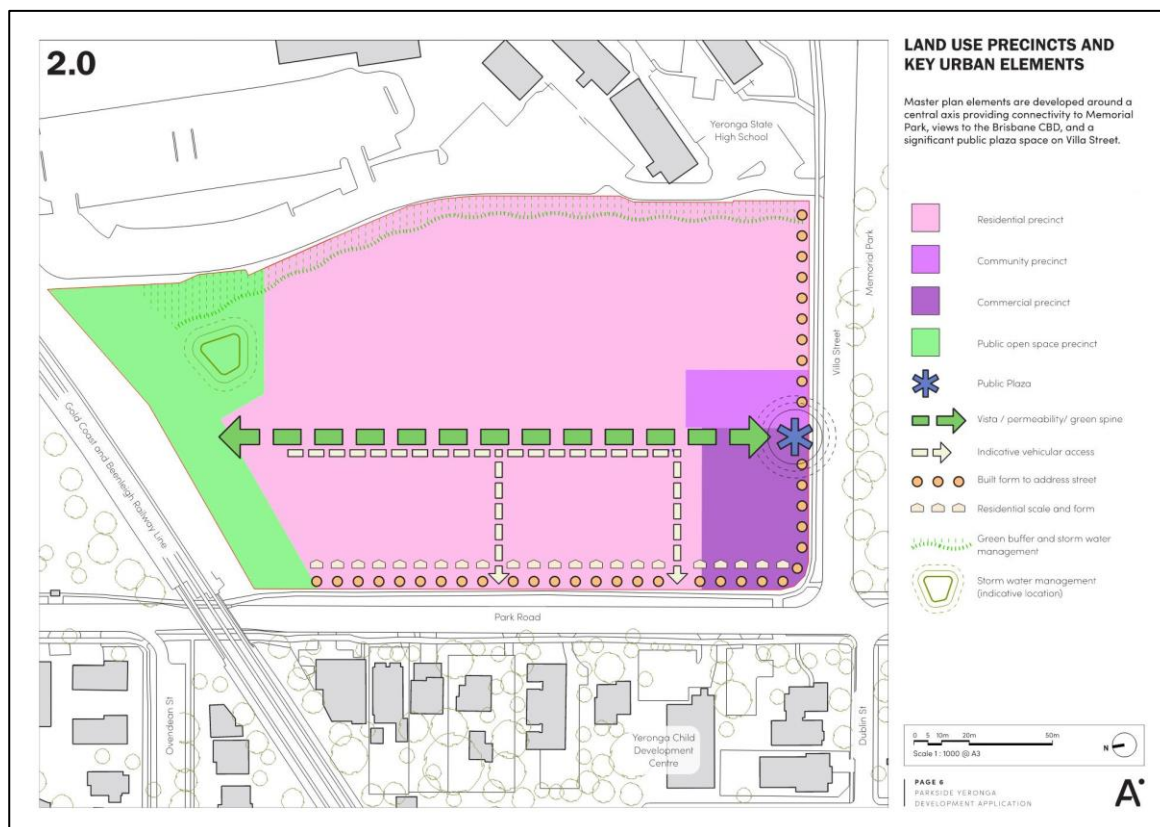 2.0
LAND USE PRECINCTS AND
KEY URBAN ELEMENTS
Master plan elements are developed around a
central axis providing connectivity to Memorial
Park, views to the Brisbane CBD, and a
significant public plaza space on Villa Street.
Residential precinct
Community precinct
Commercial precinct
Public open space precinct
Public Plaza
Vista / permeability/ green spine
Indicative vehicular access
Built form to address street
Residential scale and form
Green buffer and storm water
management
Storm water management
(indicative location)
Yeronga State
High School
Memorial Park
Villa Street
Gold Coast and Beenleigh Railway Line
Park Road
Ovendean St
Yeronga Child
Development
Centre
Dublin St
0 5 10m 20m 50m
Scale 1 : 1000 @ A3
N
PAGE 6
PARKSIDE YERONGA
DEVELOPMENT APPLICATION
A